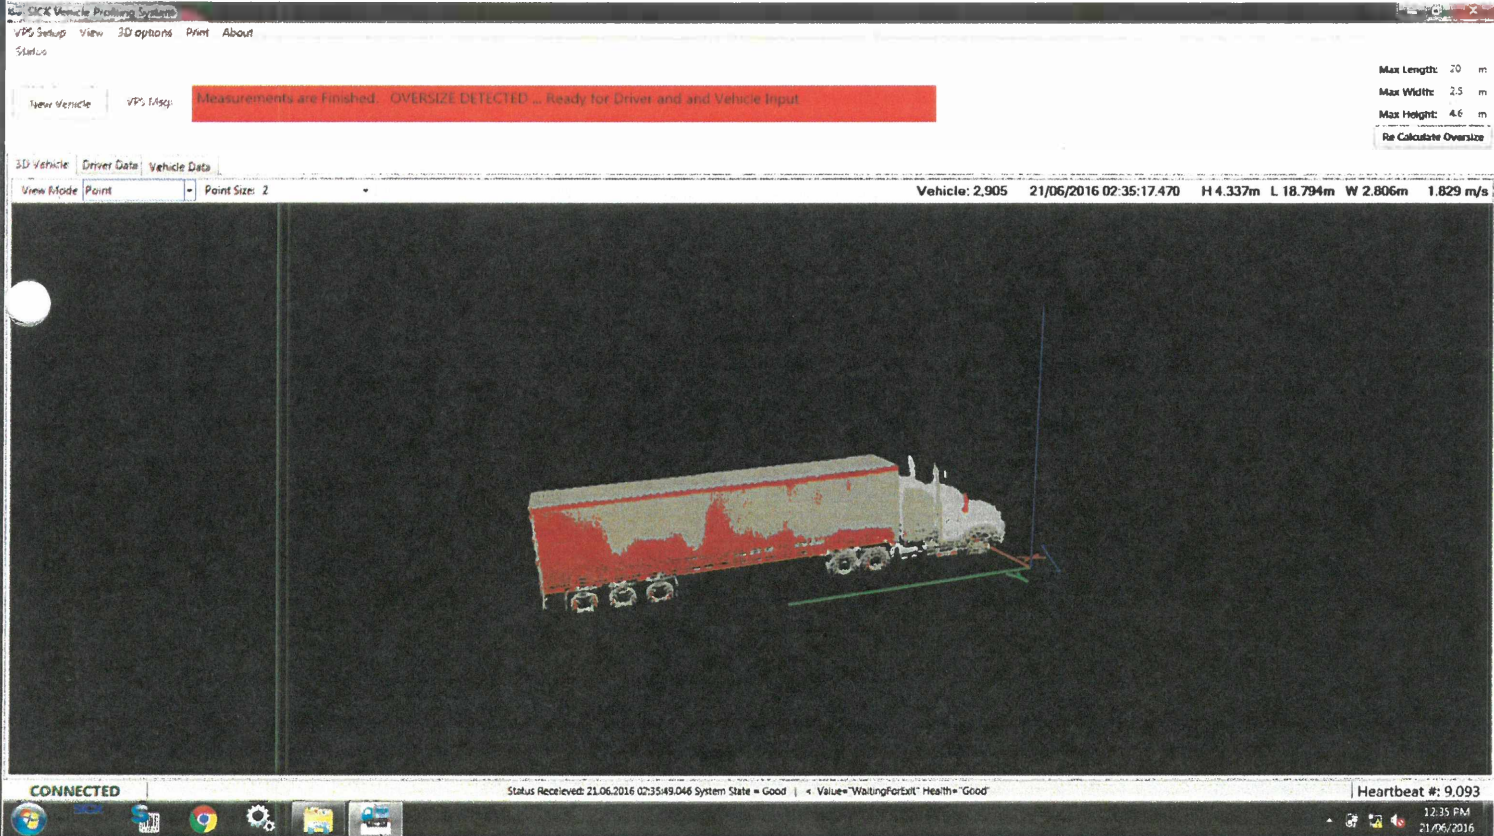 SICK Vehicle Profiling System
VPS Setup View 3D options Print About
Status
Max Length: 20 m
New Vehicle VPS Msg: Measurements are Finished. OVERSIZE DETECTED ... Ready for Driver and and Vehicle Input
Max Width: 2.5 m
Max Height: 4.6 m
Re Calculate Oversize
3D Vehicle Driver Data Vehicle Data
View Mode Point Point Size: 2 Vehicle: 2,905 21/06/2016 02:35:17.470 H 4.337m L 18.794m W 2.806m 1.829 m/s
CONNECTED Status Receieved: 21.06.2016 02:35:49.046 System State = Good | < Value="WaitingForExit" Health="Good" Heartbeat #: 9,093
SICK
12:35 PM
21/06/2016